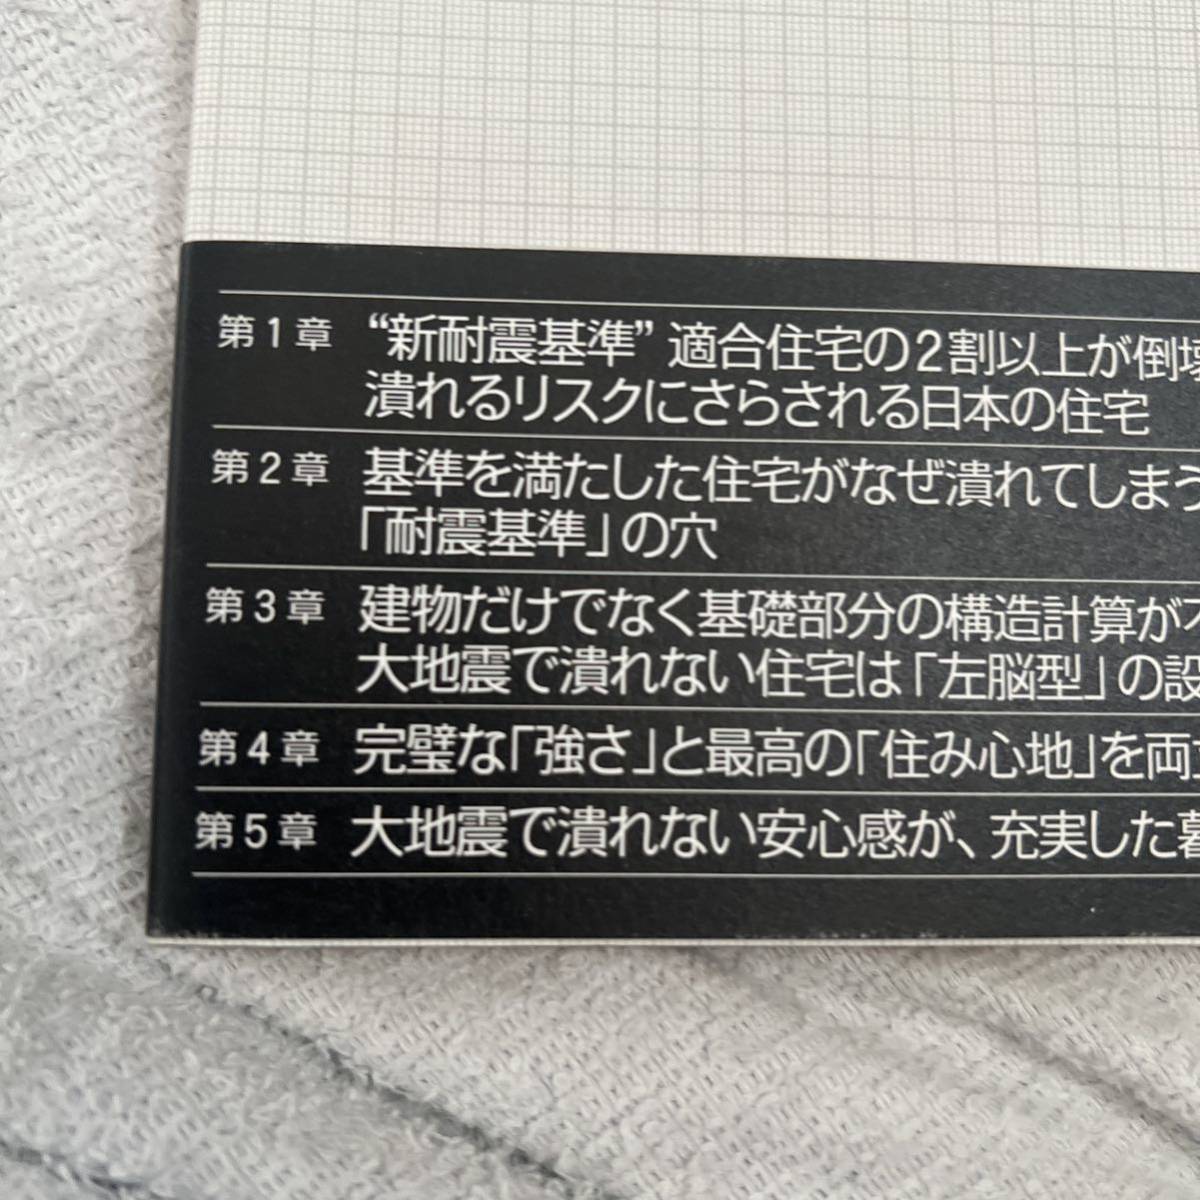 第1章 “新耐震基準”適合住宅の2割以上が倒壊
潰れるリスクにさらされる日本の住宅
第2章 基準を満たした住宅がなぜ潰れてしまう
「耐震基準」の穴
第3章 建物だけでなく基礎部分の構造計算が
大地震で潰れない住宅は「左脳型」の設
第4章 完璧な「強さ」と最高の「住み心地」を両
第5章 大地震で潰れない安心感が、充実した暮